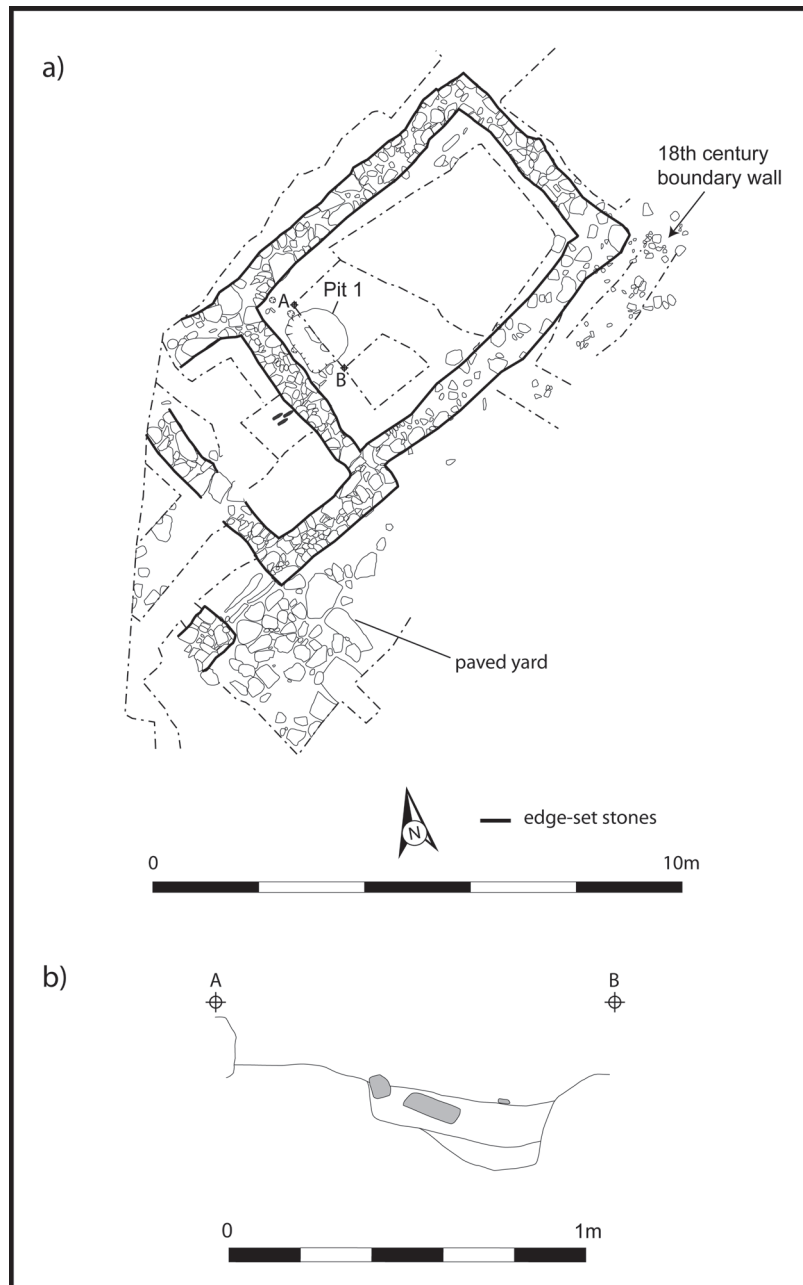 a)
18th century
boundary wall
A
Pit 1
B
paved yard
N
edge-set stones
0 10m
b)
A B
0 1m